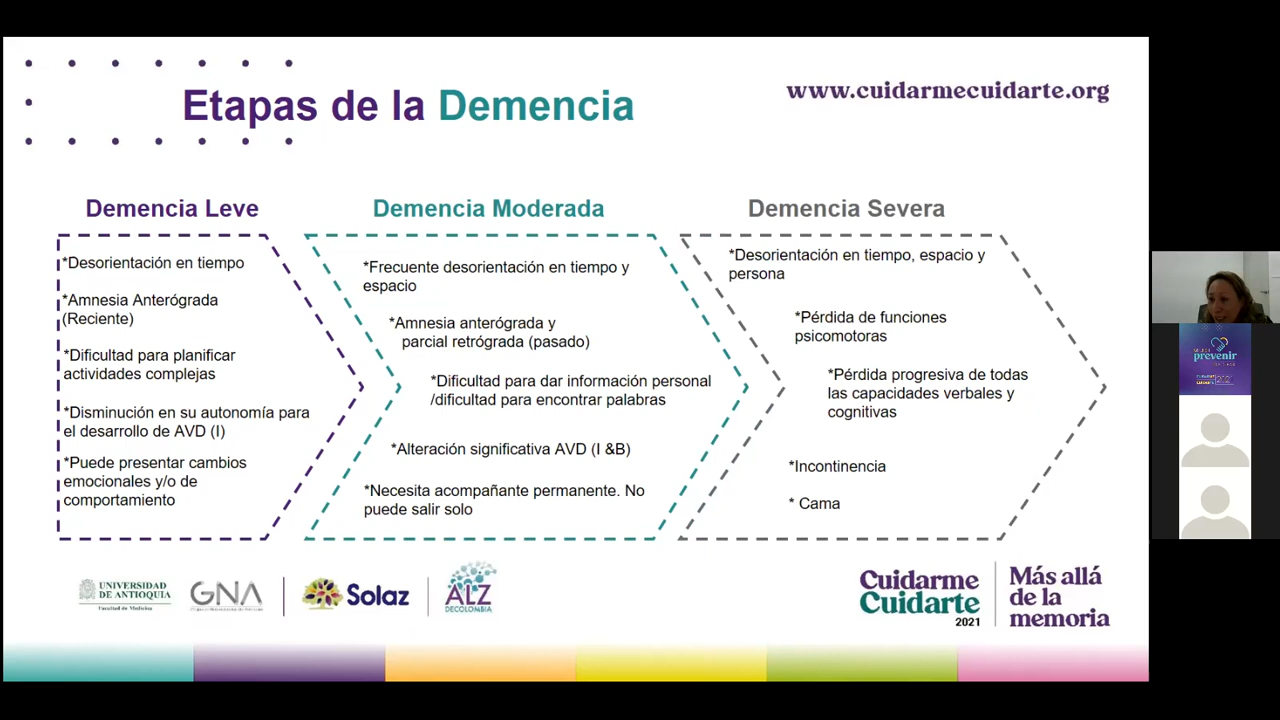 Etapas de la Demencia
www.cuidarmecuidarte.org
Demencia Leve
*Desorientación en tiempo
*Amnesia Anterógrada
(Reciente)
*Dificultad para planificar
actividades complejas
*Disminución en su autonomía para
el desarrollo de AVD (I)
*Puede presentar cambios
emocionales y/o de
comportamiento
Demencia Moderada
*Frecuente desorientación en tiempo y
espacio
*Amnesia anterógrada y
parcial retrógrada (pasado)
*Dificultad para dar información personal
/dificultad para encontrar palabras
*Alteración significativa AVD (I &B)
*Necesita acompañante permanente. No
puede salir solo
Demencia Severa
*Desorientación en tiempo, espacio y
persona
*Pérdida de funciones
psicomotoras
*Pérdida progresiva de todas
las capacidades verbales y
cognitivas
*Incontinencia
* Cama
UNIVERSIDAD
DE ANTIOQUIA
Facultad de Medicina
GNA
Solaz
ALZ
DECOLOMBIA
Cuidarme
Cuidarte
2021
Más allá
de la
memoria
prevenir